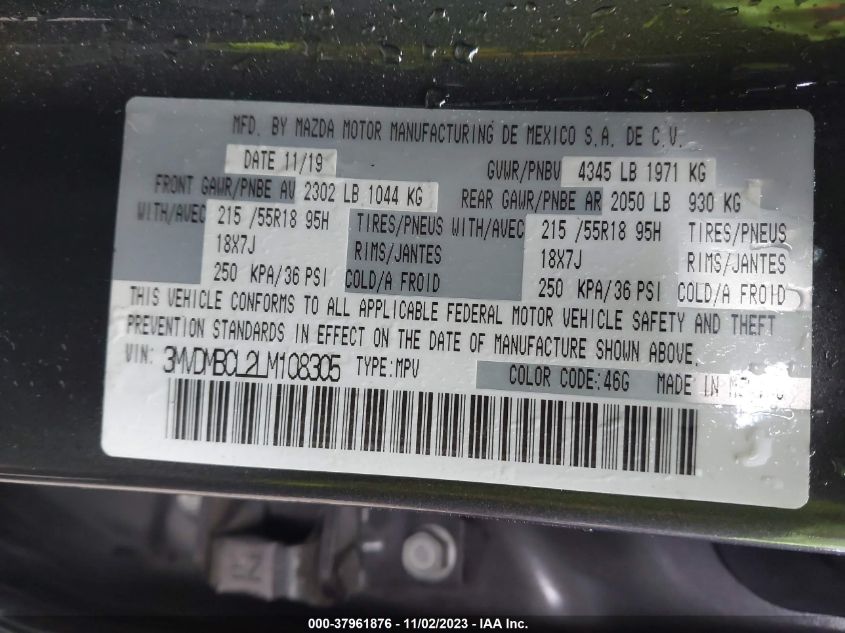 MFD. BY MAZDA MOTOR MANUFACTURING DE MEXICO S.A. DE C.V.
DATE 11/19 GVWR/PNBV 4345 LB 1971 KG
FRONT GAWR/PNBE AV 2302 LB 1044 KG REAR GAWR/PNBE AR 2050 LB 930 KG
WITH/AVEC 215 /55R18 95H TIRES/PNEUS WITH/AVEC 215 /55R18 95H TIRES/PNEUS
18X7J RIMS/JANTES 18X7J RIMS/JANTES
250 KPA/36 PSI COLD/A FROID 250 KPA/36 PSI COLD/A FROID
THIS VEHICLE CONFORMS TO ALL APPLICABLE FEDERAL MOTOR VEHICLE SAFETY AND THEFT
PREVENTION STANDARDS IN EFFECT ON THE DATE OF MANUFACTURE SHOWN ABOVE.
VIN: 3MVDMBCL2LM108305 TYPE:MPV COLOR CODE:46G MADE IN
000-37961876 - 11/02/2023 - IAA Inc.